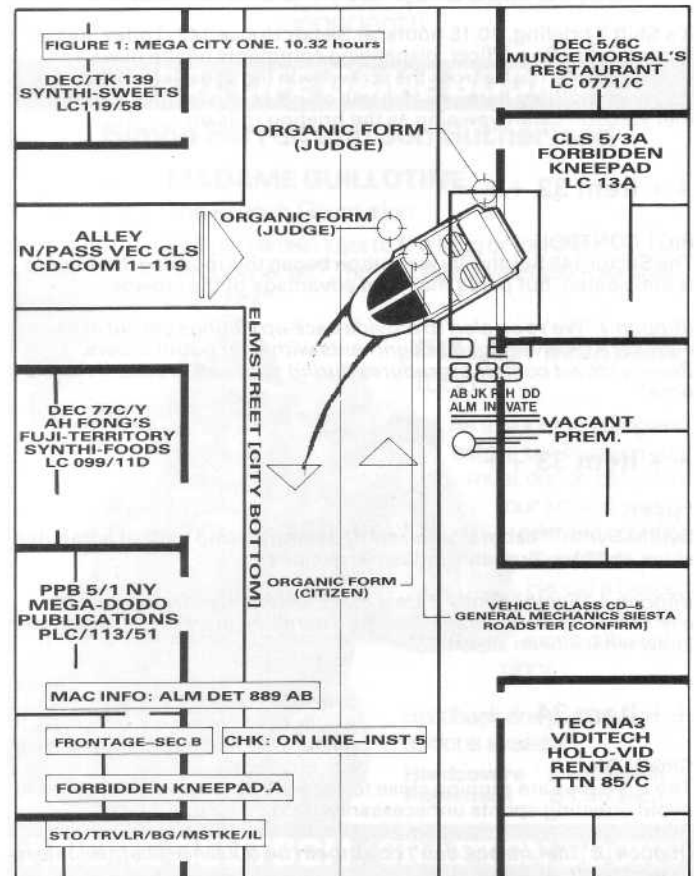 FIGURE 1: MEGA CITY ONE. 10.32 hours
DEC/TK 139
SYNTHI-SWEETS
LC119/58
DEC 5/6C
MUNCE MORSAL'S
RESTAURANT
LC 0771/C
ORGANIC FORM
(JUDGE)
CLS 5/3A
FORBIDDEN
KNEEPAD
LC 13A
ALLEY
N/PASS VEC CLS
CD-COM 1–119
ORGANIC FORM
(JUDGE)
EMSTREET [CITY BOTTOM]
AB JK RH DD
ALM IN VATE
VACANT
PREM.
DEC 77C/Y
AH FONG'S
FUJI-TERRITORY
SYNTHI-FOODS
LC 099/11D
ORGANIC FORM
(CITIZEN)
PPB 5/1 NY
MEGA-DODO
PUBLICATIONS
PLC/113/51
VEHICLE CLASS CD–5
GENERAL MECHANICS SIES
ROADSTER [CONFIRM]
MAC INFO: ALM DET 889 AB
FRONTAGE–SEC B
CHK: ON LINE–INST 5
FORBIDDEN KNEEPAD.A
STO/TRVLR/BG/MSTKE/IL
TEC NA3
VIDITECH
HOLO-VID
RENTALS
TTN 85/C